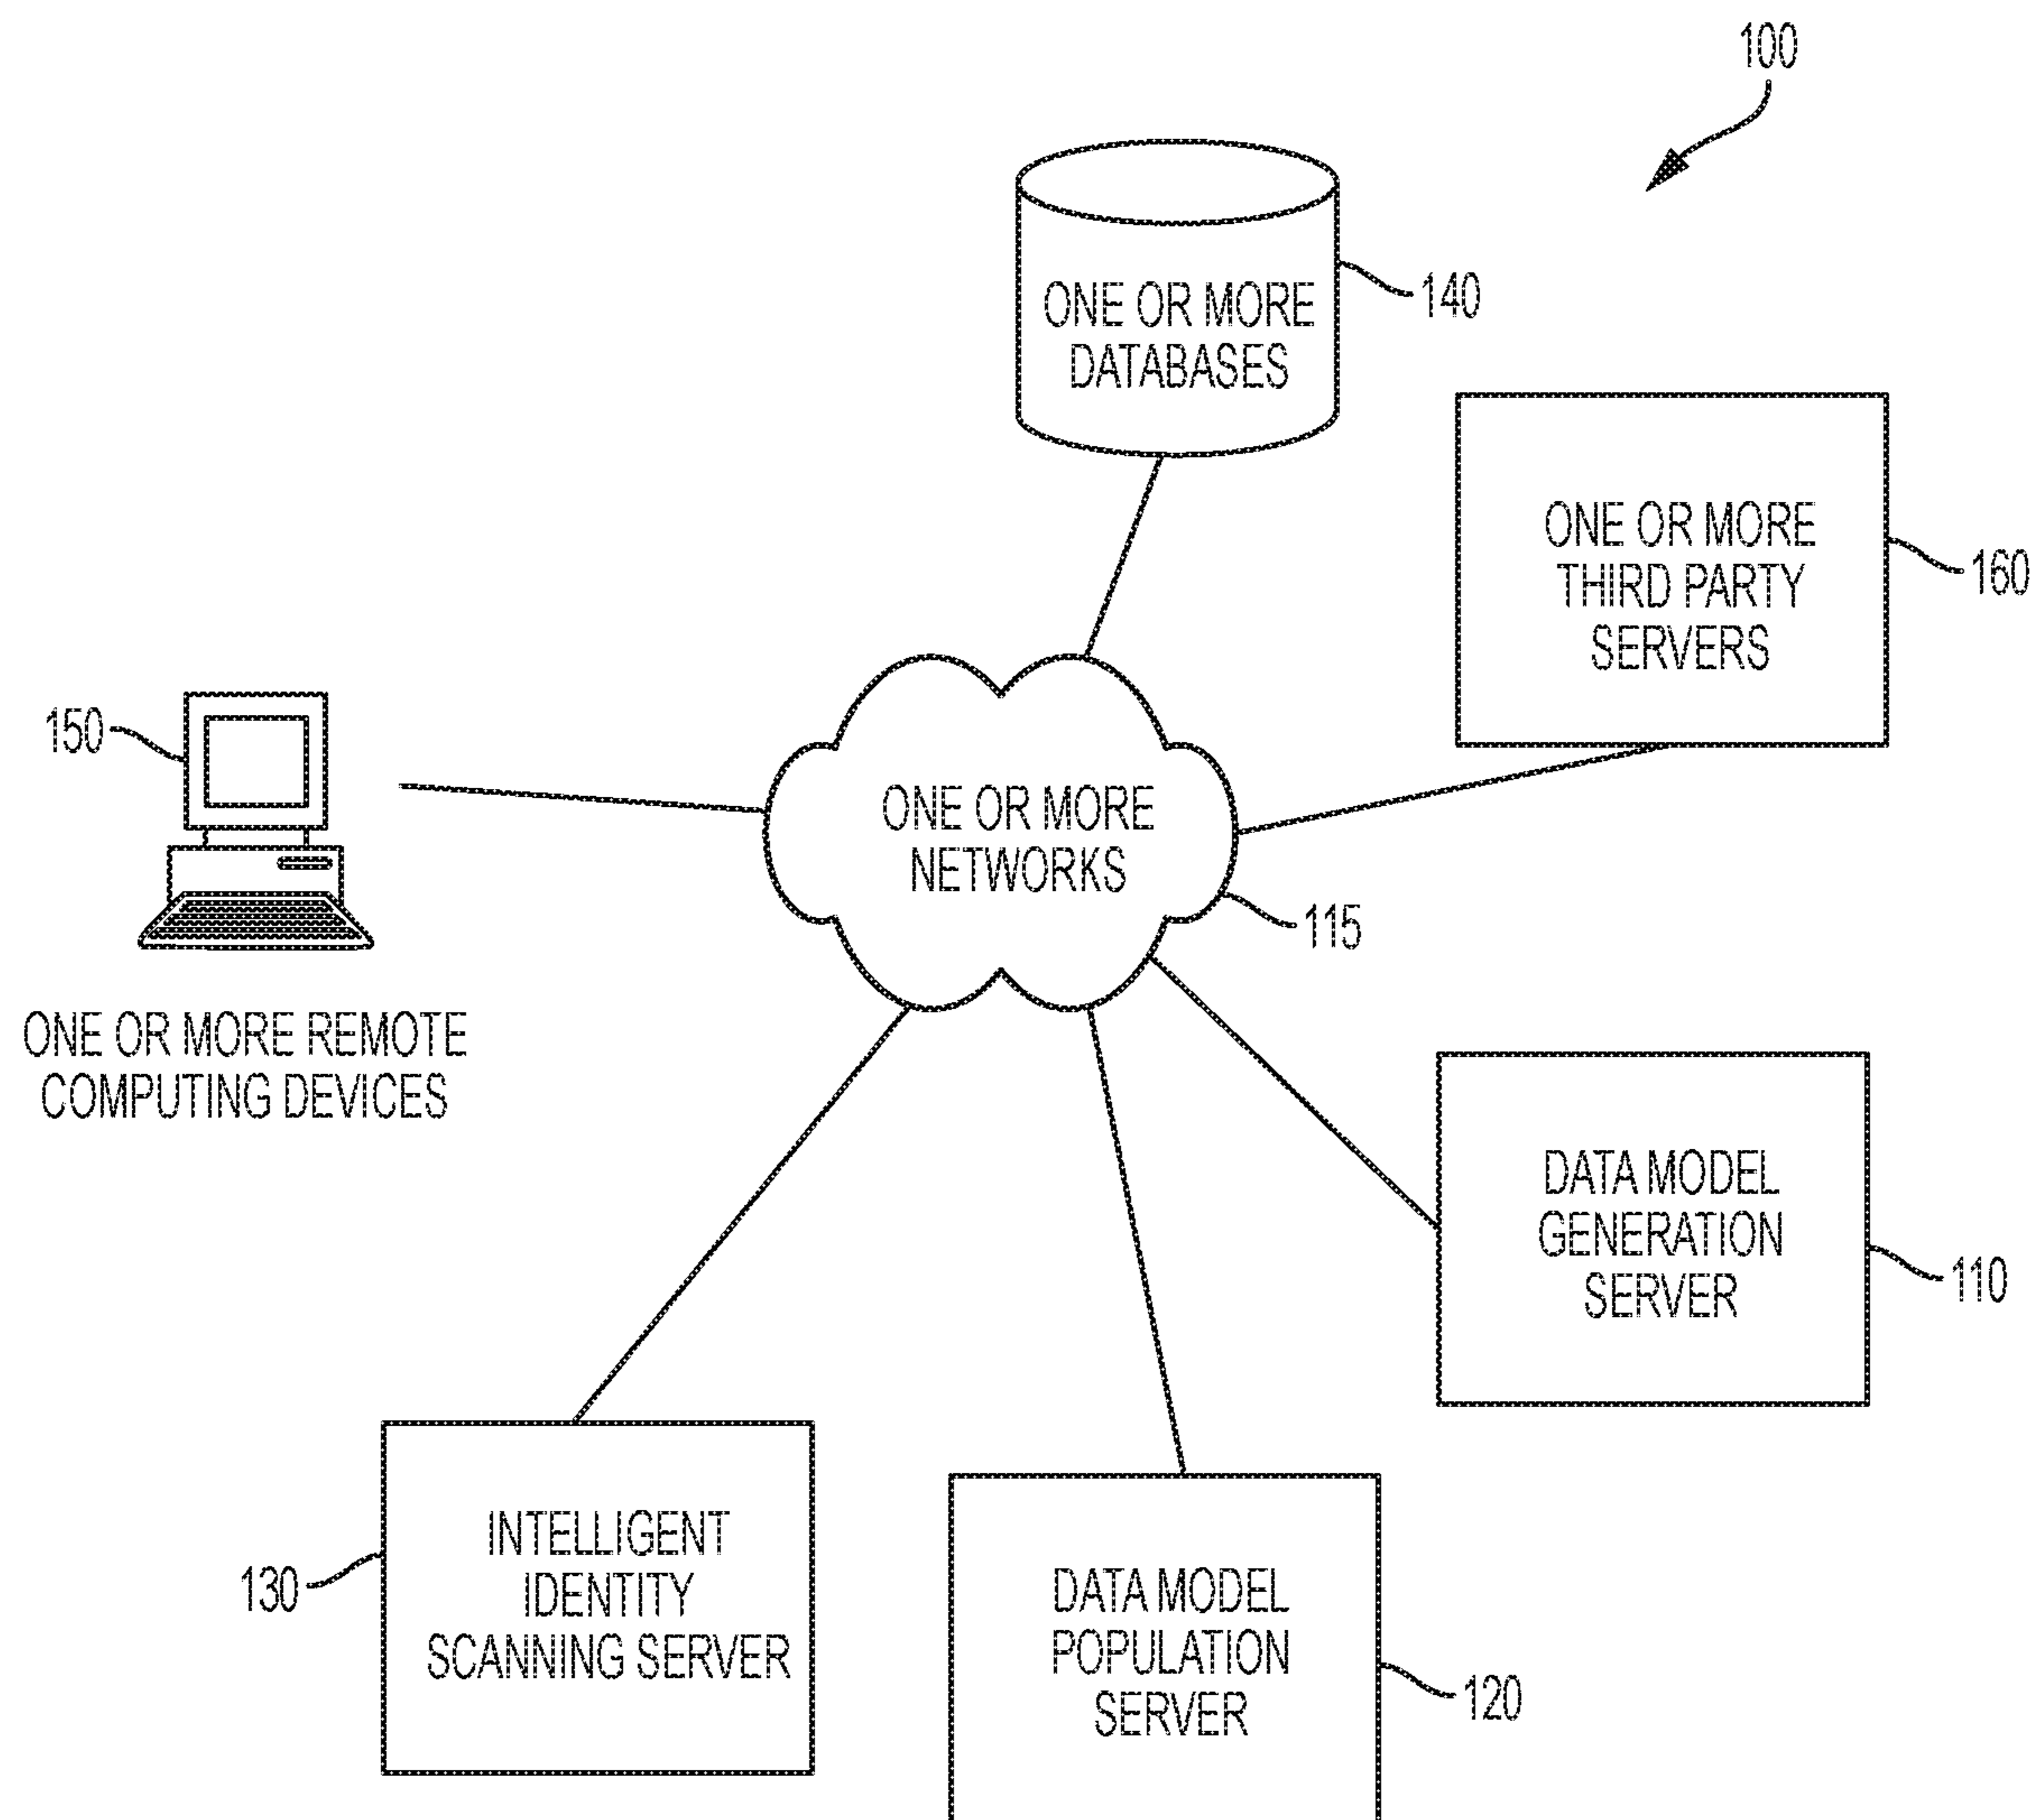 100
ONE OR MORE
DATABASES
140
ONE OR MORE
THIRD PARTY
SERVERS
160
150
ONE OR MORE
NETWORKS
115
ONE OR MORE REMOTE
COMPUTING DEVICES
DATA MODEL
GENERATION
SERVER
110
INTELLIGENT
IDENTITY
SCANNING SERVER
130
DATA MODEL
POPULATION
SERVER
120